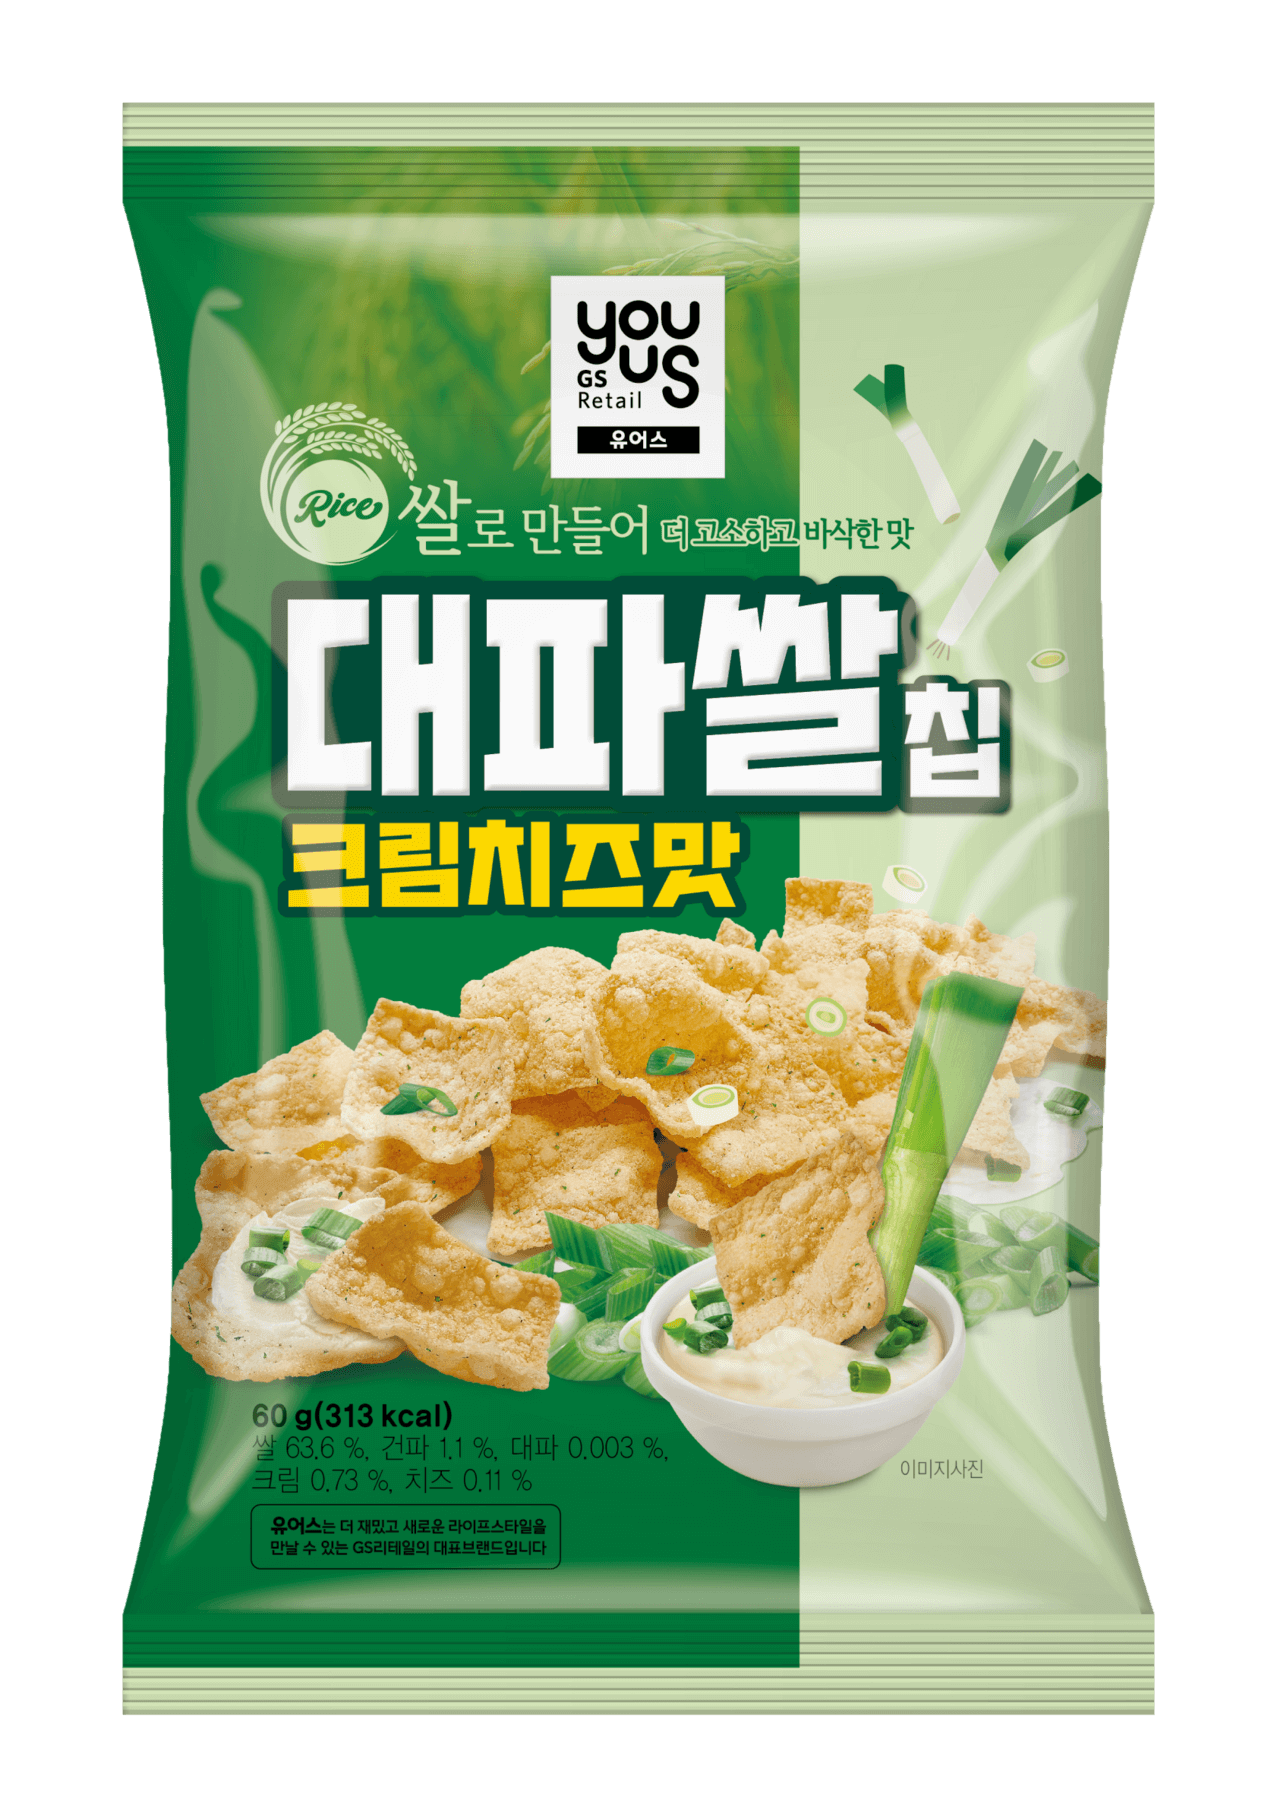 you
us
GS
Retail
유어스
Rice
쌀로 만들어 더 고소하고 바삭한 맛
대파쌀칩
크림치즈맛
60 g(313 kcal)
쌀 63.6 %, 건파 1.1 %, 대파 0.003 %,
크림 0.73 %, 치즈 0.11 %
이미지사진
유어스는 더 재밌고 새로운 라이프스타일을
만날 수 있는 GS리테일의 대표브랜드입니다